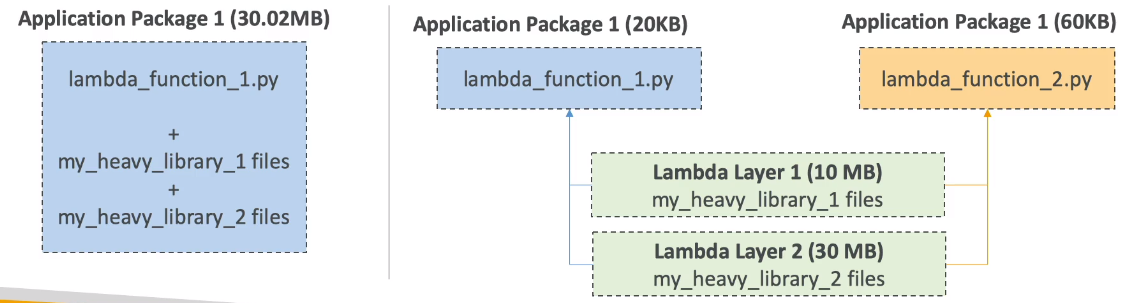 Application Package 1 (30.02MB)
lambda_function_1.py
+
my_heavy_library_1 files
+
my_heavy_library_2 files
Application Package 1 (20KB)
lambda_function_1.py
Application Package 1 (60KB)
lambda_function_2.py
Lambda Layer 1 (10 MB)
my_heavy_library_1 files
Lambda Layer 2 (30 MB)
my_heavy_library_2 files